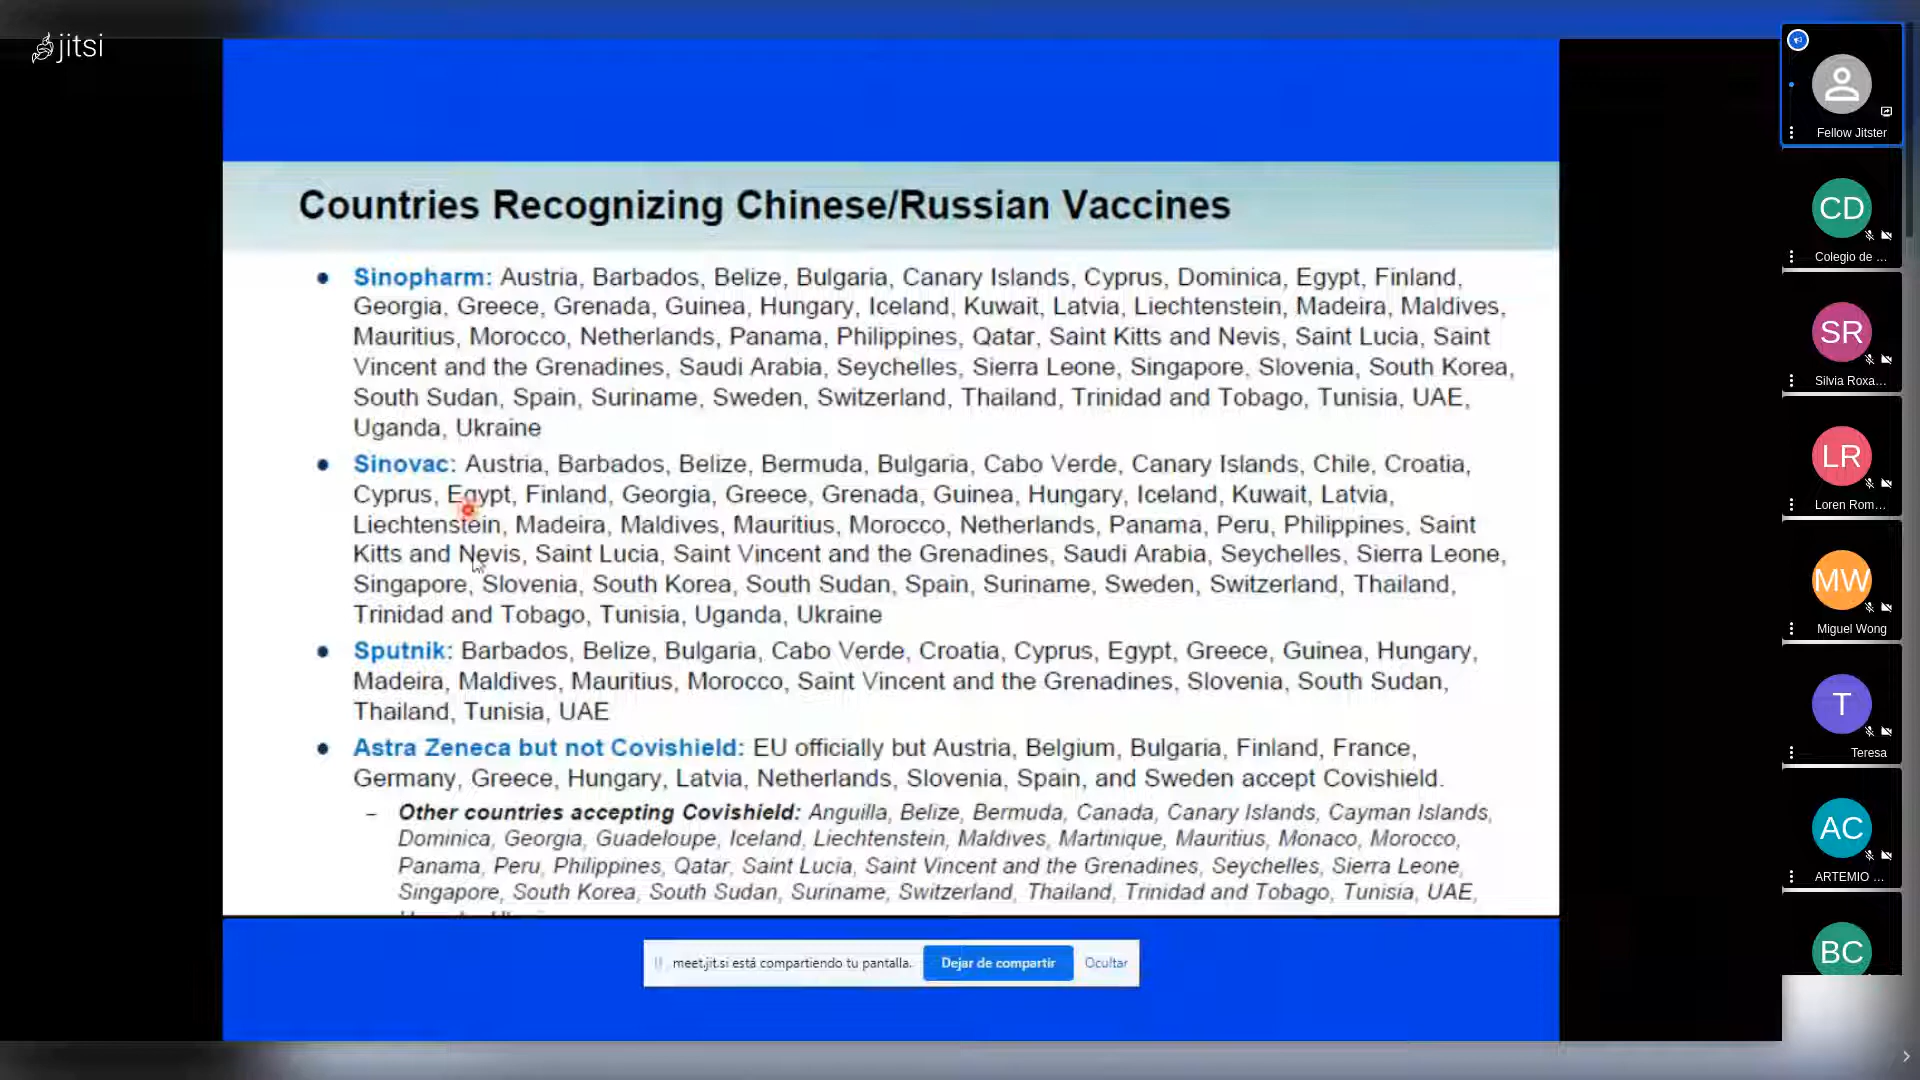 jitsi
Countries Recognizing Chinese/Russian Vaccines
• Sinopharm: Austria, Barbados, Belize, Bulgaria, Canary Islands, Cyprus, Dominica, Egypt, Finland,
Georgia, Greece, Grenada, Guinea, Hungary, Iceland, Kuwait, Latvia, Liechtenstein, Madeira, Maldives,
Mauritius, Morocco, Netherlands, Panama, Philippines, Qatar, Saint Kitts and Nevis, Saint Lucia, Saint
Vincent and the Grenadines, Saudi Arabia, Seychelles, Sierra Leone, Singapore, Slovenia, South Korea,
South Sudan, Spain, Suriname, Sweden, Switzerland, Thailand, Trinidad and Tobago, Tunisia, UAE,
Uganda, Ukraine
• Sinovac: Austria, Barbados, Belize, Bermuda, Bulgaria, Cabo Verde, Canary Islands, Chile, Croatia,
Cyprus, Egypt, Finland, Georgia, Greece, Grenada, Guinea, Hungary, Iceland, Kuwait, Latvia,
Liechtenstein, Madeira, Maldives, Mauritius, Morocco, Netherlands, Panama, Peru, Philippines, Saint
Kitts and Nevis, Saint Lucia, Saint Vincent and the Grenadines, Saudi Arabia, Seychelles, Sierra Leone,
Singapore, Slovenia, South Korea, South Sudan, Spain, Suriname, Sweden, Switzerland, Thailand,
Trinidad and Tobago, Tunisia, Uganda, Ukraine
• Sputnik: Barbados, Belize, Bulgaria, Cabo Verde, Croatia, Cyprus, Egypt, Greece, Guinea, Hungary,
Madeira, Maldives, Mauritius, Morocco, Saint Vincent and the Grenadines, Slovenia, South Sudan,
Thailand, Tunisia, UAE
• Astra Zeneca but not Covishield: EU officially but Austria, Belgium, Bulgaria, Finland, France,
Germany, Greece, Hungary, Latvia, Netherlands, Slovenia, Spain, and Sweden accept Covishield.
– Other countries accepting Covishield: Anguilla, Belize, Bermuda, Canada, Canary Islands, Cayman Islands,
Dominica, Georgia, Guadeloupe, Iceland, Liechtenstein, Maldives, Martinique, Mauritius, Monaco, Morocco,
Panama, Peru, Philippines, Qatar, Saint Lucia, Saint Vincent and the Grenadines, Seychelles, Sierra Leone,
Singapore, South Korea, South Sudan, Suriname, Switzerland, Thailand, Trinidad and Tobago, Tunisia, UAE,
meet.jit.si está compartiendo tu pantalla.
Dejar de compartir
Ocultar
Fellow Jitster
CD
Colegio de ...
SR
Silvia Roxa...
LR
Loren Rom...
MW
Miguel Wong
T
Teresa
AC
ARTEMIO ...
BC